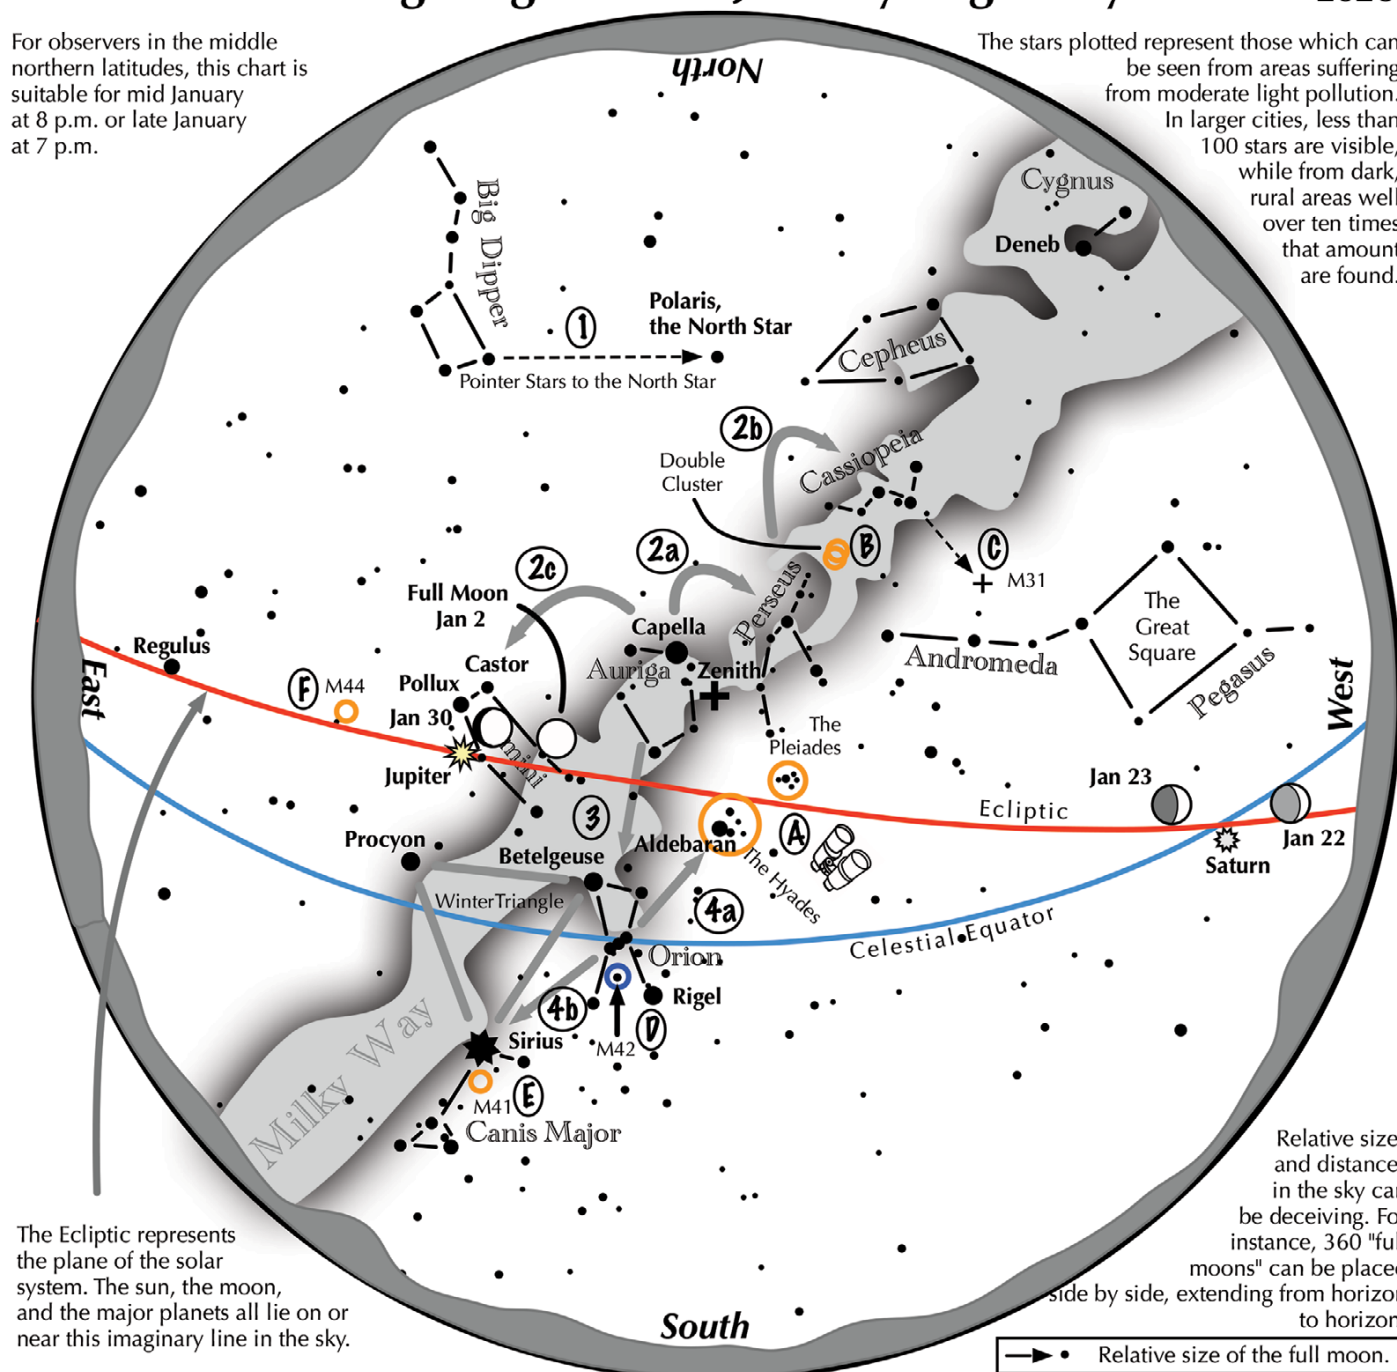 For observers in the middle
northern latitudes, this chart is
suitable for mid January
at 8 p.m. or late January
at 7 p.m.
The stars plotted represent those which can
be seen from areas suffering
from moderate light pollution.
In larger cities, less than
100 stars are visible,
while from dark,
rural areas well
over ten times
that amount
are found.
North
Cygnus
Deneb
Big Dipper
1
Polaris,
the North Star
Pointer Stars to the North Star
Cepheus
2b
Cassiopeia
Double
Cluster
B
C
M31
2a
2c
Full Moon
Jan 2
Perseus
The
Great
Square
Capella
Regulus
Castor
Auriga
Zenith
Andromeda
Pegasus
East
West
F
M44
Pollux
Jan 30
mini
The
Pleiades
Jupiter
Jan 23
Ecliptic
3
A
Aldebaran
Procyon
Betelgeuse
The Hyades
Saturn
Jan 22
Winter Triangle
4a
Celestial Equator
Orion
Rigel
4b
D
M42
Sirius
Milky Way
M41
E
Canis Major
The Ecliptic represents
the plane of the solar
system. The sun, the moon,
and the major planets all lie on or
near this imaginary line in the sky.
Relative size
and distance
in the sky can
be deceiving. Fo
instance, 360 "ful
moons" can be place
side by side, extending from horizo
to horizon
South
Relative size of the full moon.